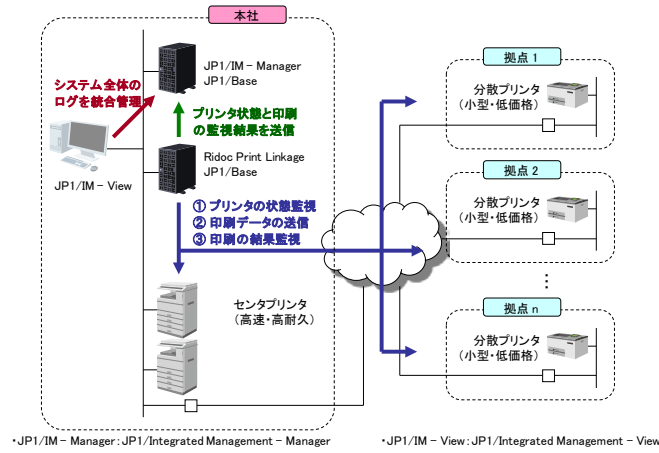 本社
JP1/IM － Manager
JP1/Base
システム全体の
ログを統合管理
プリンタ状態と印刷
の監視結果を送信
Ridoc Print Linkage
JP1/Base
JP1/IM － View
① プリンタの状態監視
② 印刷データの送信
③ 印刷の結果監視
センタプリンタ
（高速・高耐久）
拠点 1
分散プリンタ
（小型・低価格）
拠点 2
分散プリンタ
（小型・低価格）
⋮
拠点 n
分散プリンタ
（小型・低価格）
・JP1/IM － Manager：JP1/Integrated Management － Manager
・JP1/IM － View：JP1/Integrated Management － View